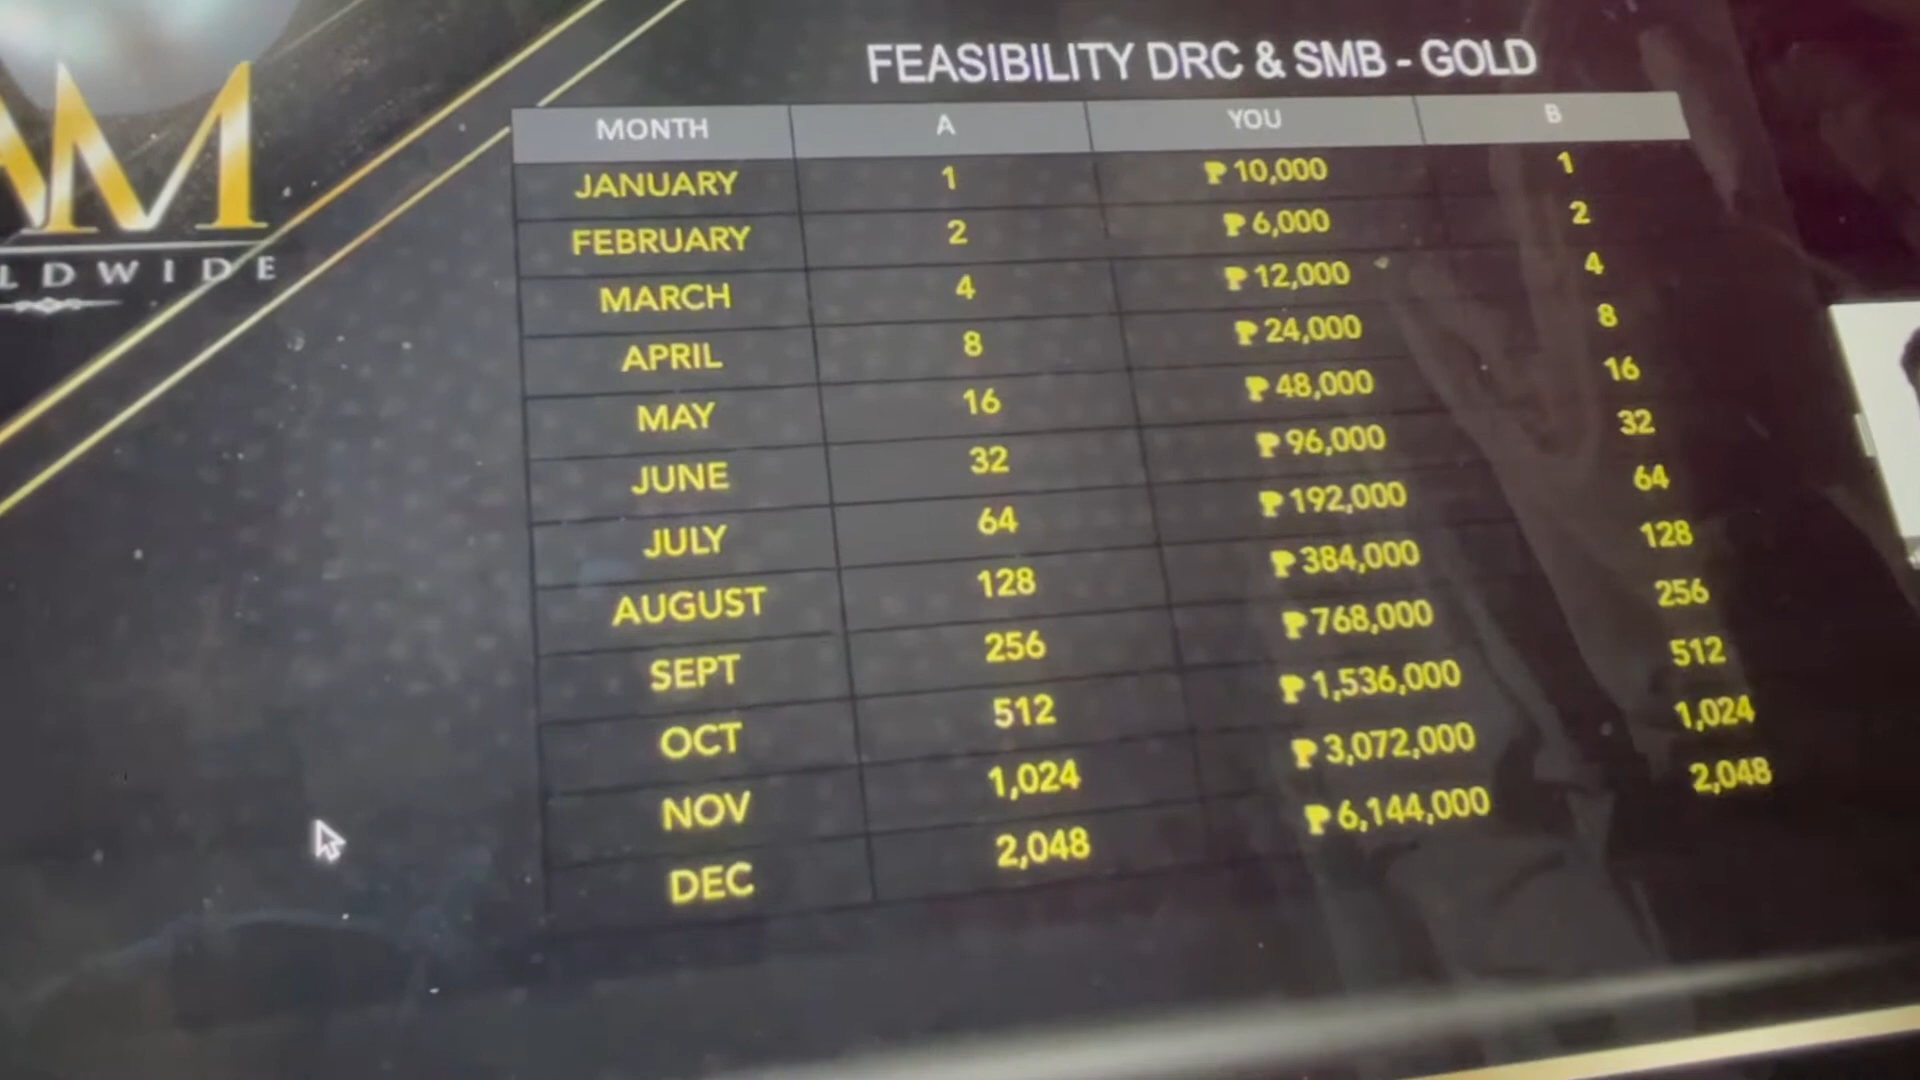 FEASIBILITY DRC & SMB - GOLD
MONTH A YOU B
JANUARY 1 ₱ 10,000 1
FEBRUARY 2 ₱ 6,000 2
MARCH 4 ₱ 12,000 4
APRIL 8 ₱ 24,000 8
MAY 16 ₱ 48,000 16
JUNE 32 ₱ 96,000 32
JULY 64 ₱ 192,000 64
AUGUST 128 ₱ 384,000 128
SEPT 256 ₱ 768,000 256
OCT 512 ₱ 1,536,000 512
NOV 1,024 ₱ 3,072,000 1,024
DEC 2,048 ₱ 6,144,000 2,048
AM
LDWIDE